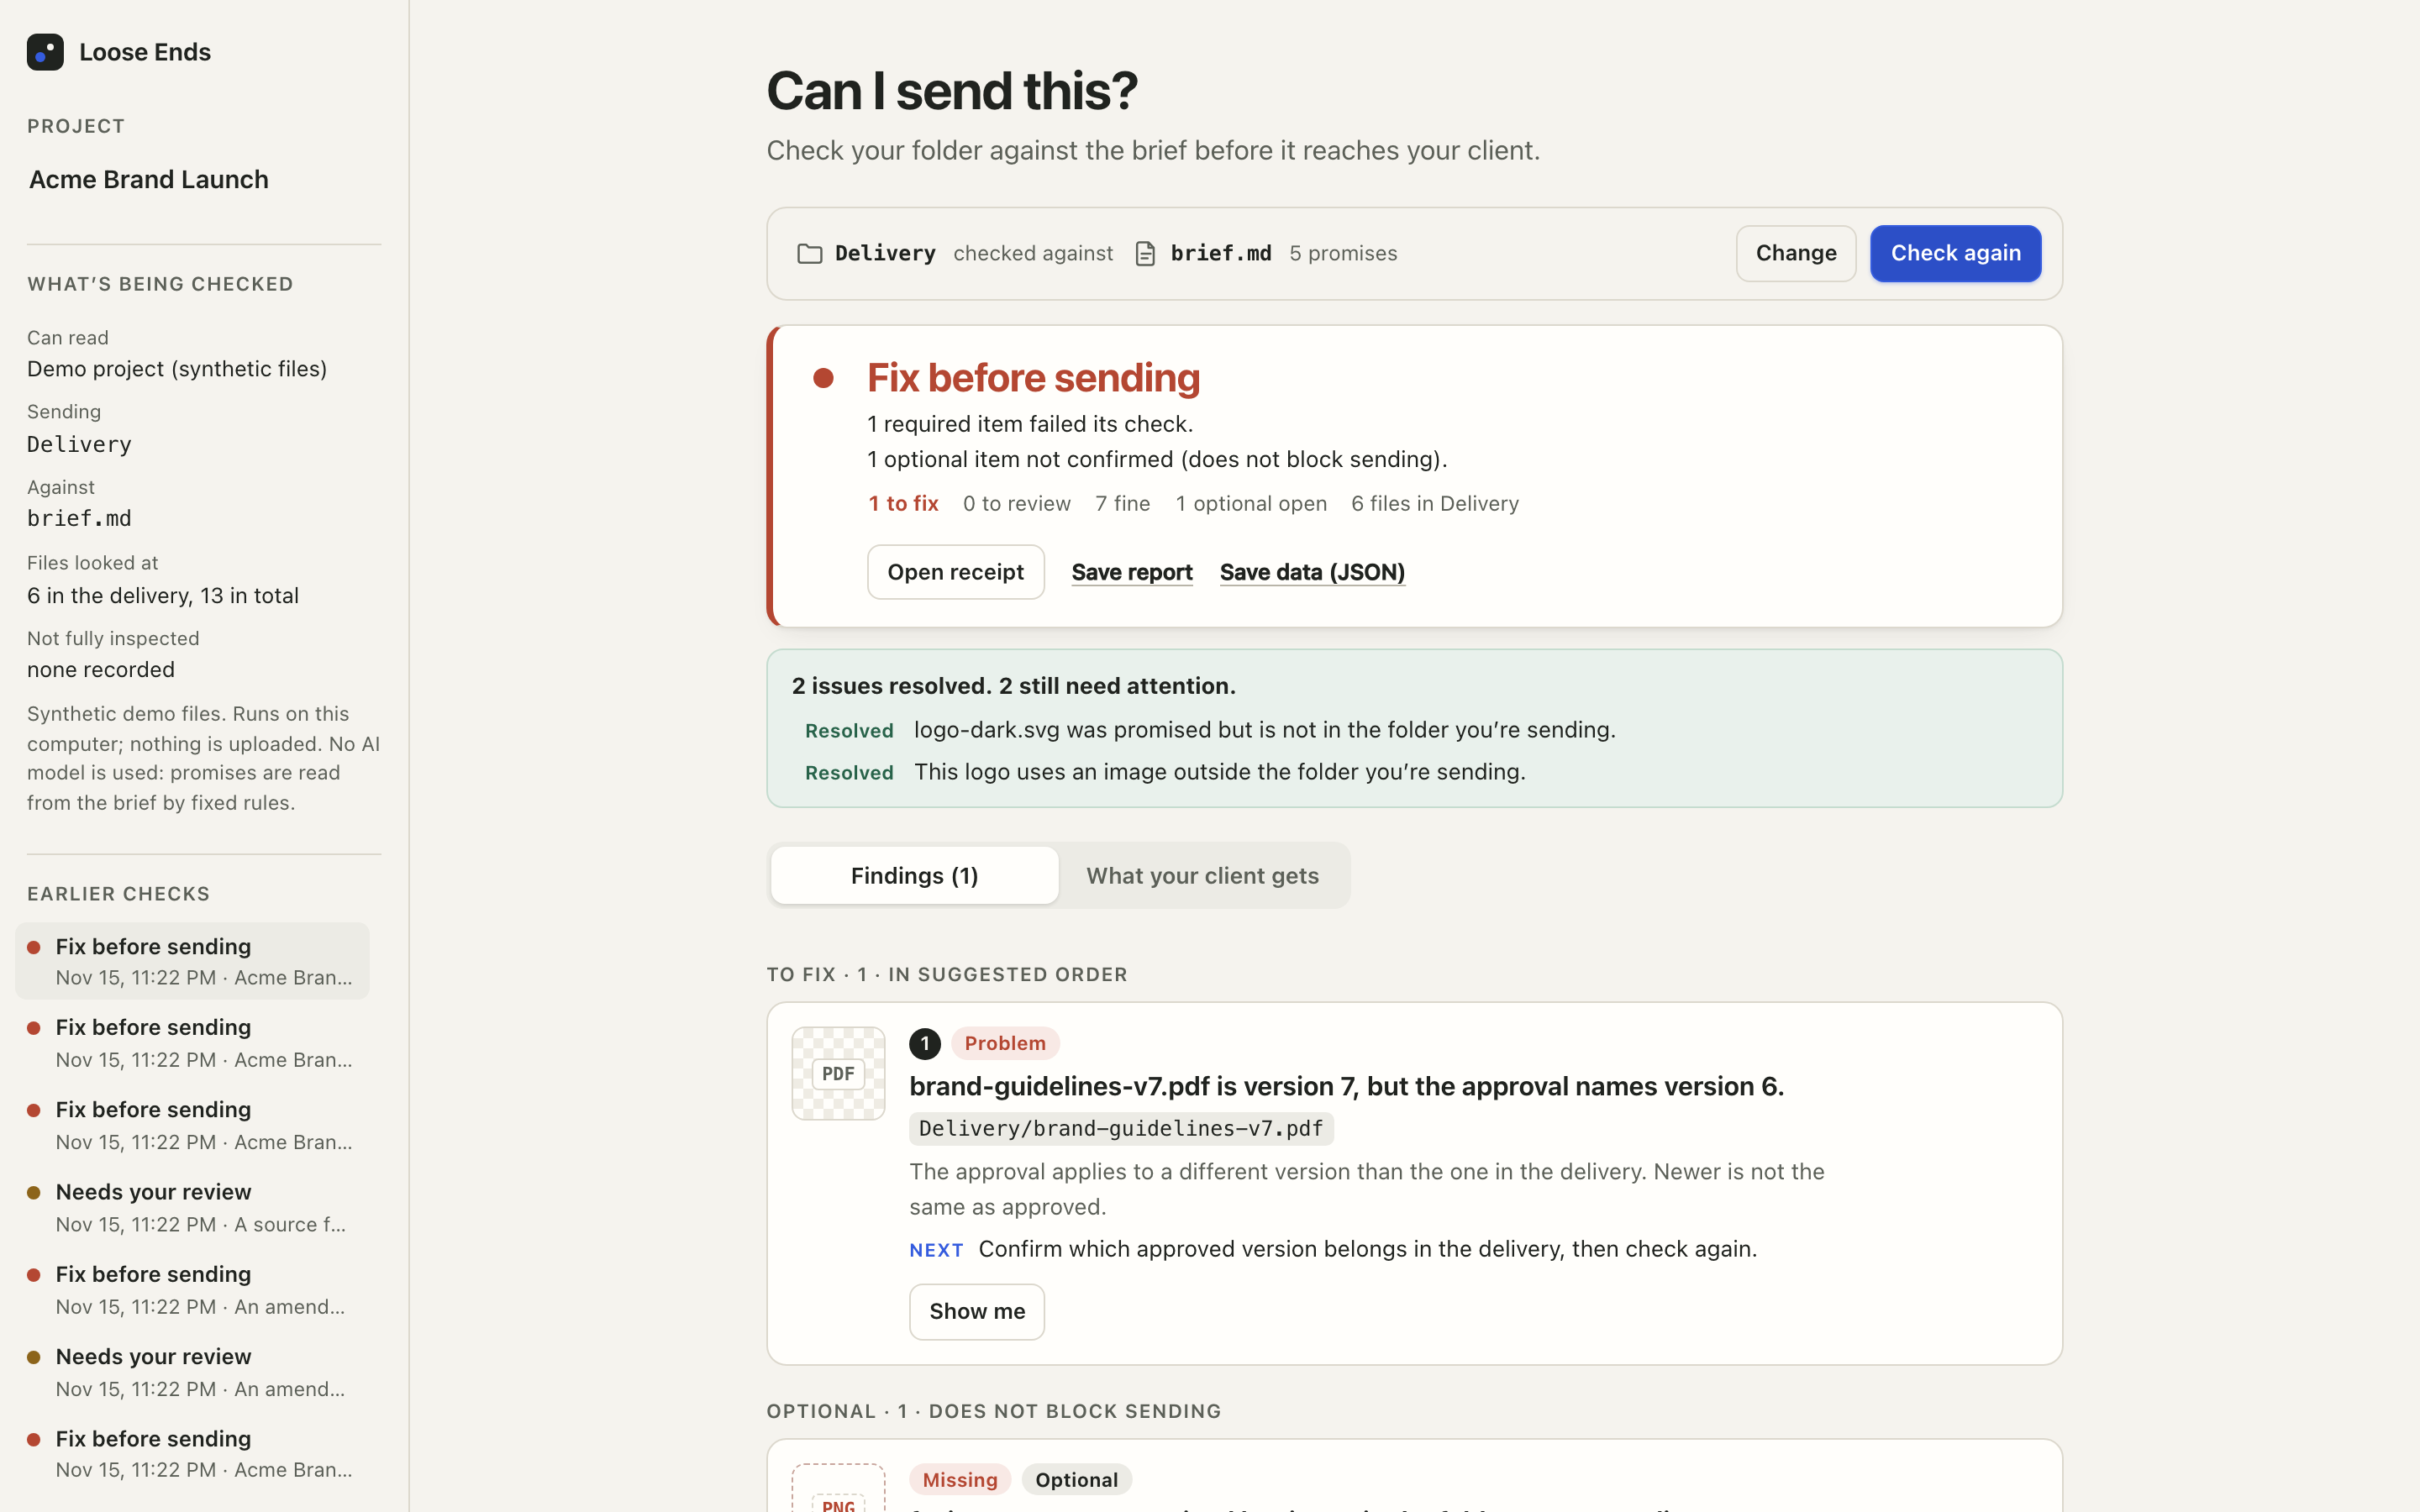 Loose Ends
PROJECT
Acme Brand Launch
WHAT’S BEING CHECKED
Can read
Demo project (synthetic files)
Sending
Delivery
Against
brief.md
Files looked at
6 in the delivery, 13 in total
Not fully inspected
none recorded
Synthetic demo files. Runs on this
computer; nothing is uploaded. No AI
model is used: promises are read
from the brief by fixed rules.
EARLIER CHECKS
Fix before sending
Nov 15, 11:22 PM · Acme Bran...
Fix before sending
Nov 15, 11:22 PM · Acme Bran...
Fix before sending
Nov 15, 11:22 PM · Acme Bran...
Needs your review
Nov 15, 11:22 PM · A source f...
Fix before sending
Nov 15, 11:22 PM · An amend...
Needs your review
Nov 15, 11:22 PM · An amend...
Fix before sending
Nov 15, 11:22 PM · Acme Bran...
Can I send this?
Check your folder against the brief before it reaches your client.
Delivery checked against brief.md 5 promises Change Check again
Fix before sending
1 required item failed its check.
1 optional item not confirmed (does not block sending).
1 to fix 0 to review 7 fine 1 optional open 6 files in Delivery
Open receipt Save report Save data (JSON)
2 issues resolved. 2 still need attention.
Resolved logo-dark.svg was promised but is not in the folder you’re sending.
Resolved This logo uses an image outside the folder you’re sending.
Findings (1) What your client gets
TO FIX · 1 · IN SUGGESTED ORDER
PDF
1 Problem
brand-guidelines-v7.pdf is version 7, but the approval names version 6.
Delivery/brand-guidelines-v7.pdf
The approval applies to a different version than the one in the delivery. Newer is not the
same as approved.
NEXT Confirm which approved version belongs in the delivery, then check again.
Show me
OPTIONAL · 1 · DOES NOT BLOCK SENDING
Missing Optional
PNG